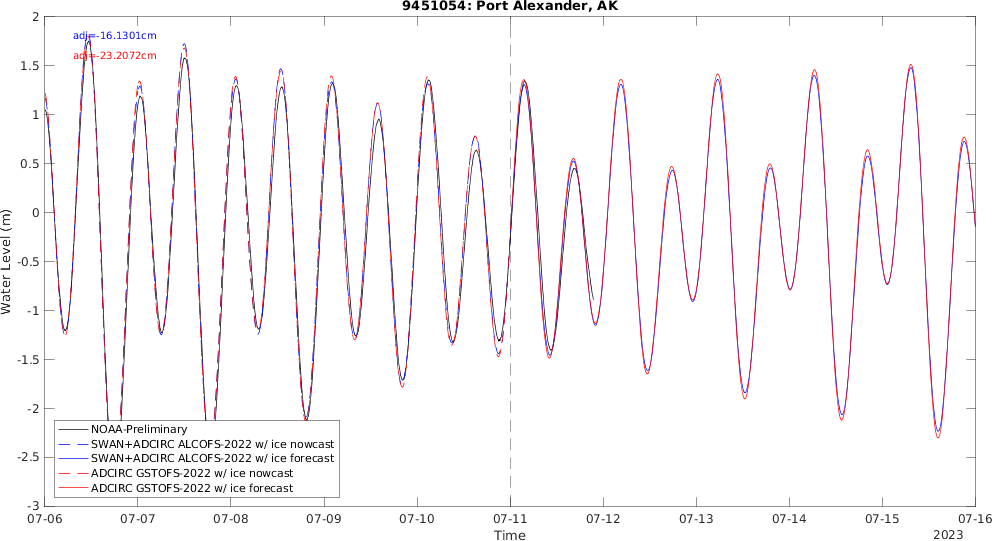 9451054: Port Alexander, AK
adj=-16.1301cm
adj=-23.2072cm
Water Level (m)
2
1.5
1
0.5
0
-0.5
-1
-1.5
-2
-2.5
-3
NOAA-Preliminary
SWAN+ADCIRC ALCOFS-2022 w/ ice nowcast
SWAN+ADCIRC ALCOFS-2022 w/ ice forecast
ADCIRC GSTOFS-2022 w/ ice nowcast
ADCIRC GSTOFS-2022 w/ ice forecast
07-06 07-07 07-08 07-09 07-10 07-11 07-12 07-13 07-14 07-15 07-16
Time
2023